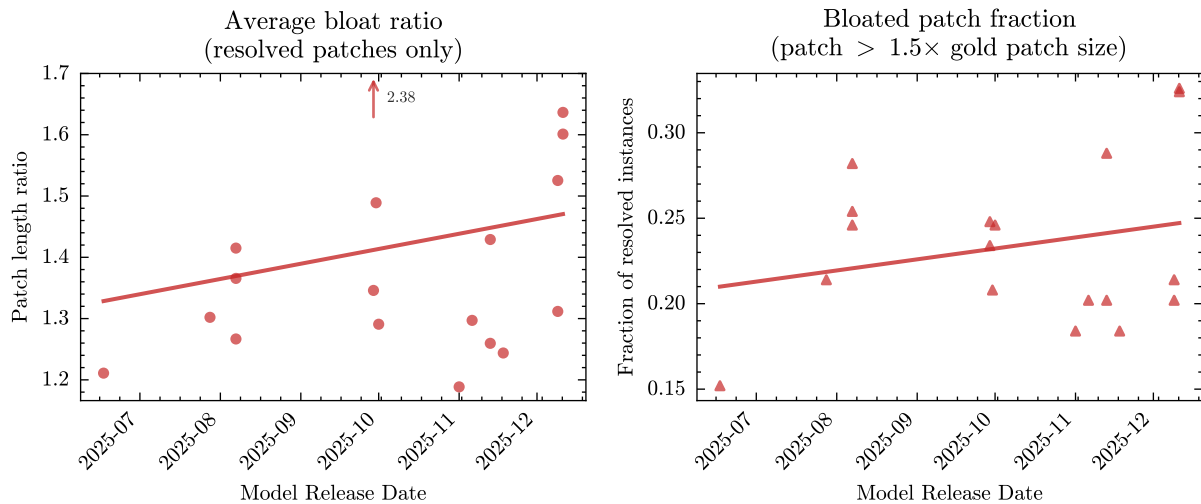 Average bloat ratio
(resolved patches only)
Patch length ratio
1.7
1.6
1.5
1.4
1.3
1.2
2.38
2025-07
2025-08
2025-09
2025-10
2025-11
2025-12
Model Release Date
Bloated patch fraction
(patch > 1.5× gold patch size)
Fraction of resolved instances
0.30
0.25
0.20
0.15
2025-07
2025-08
2025-09
2025-10
2025-11
2025-12
Model Release Date